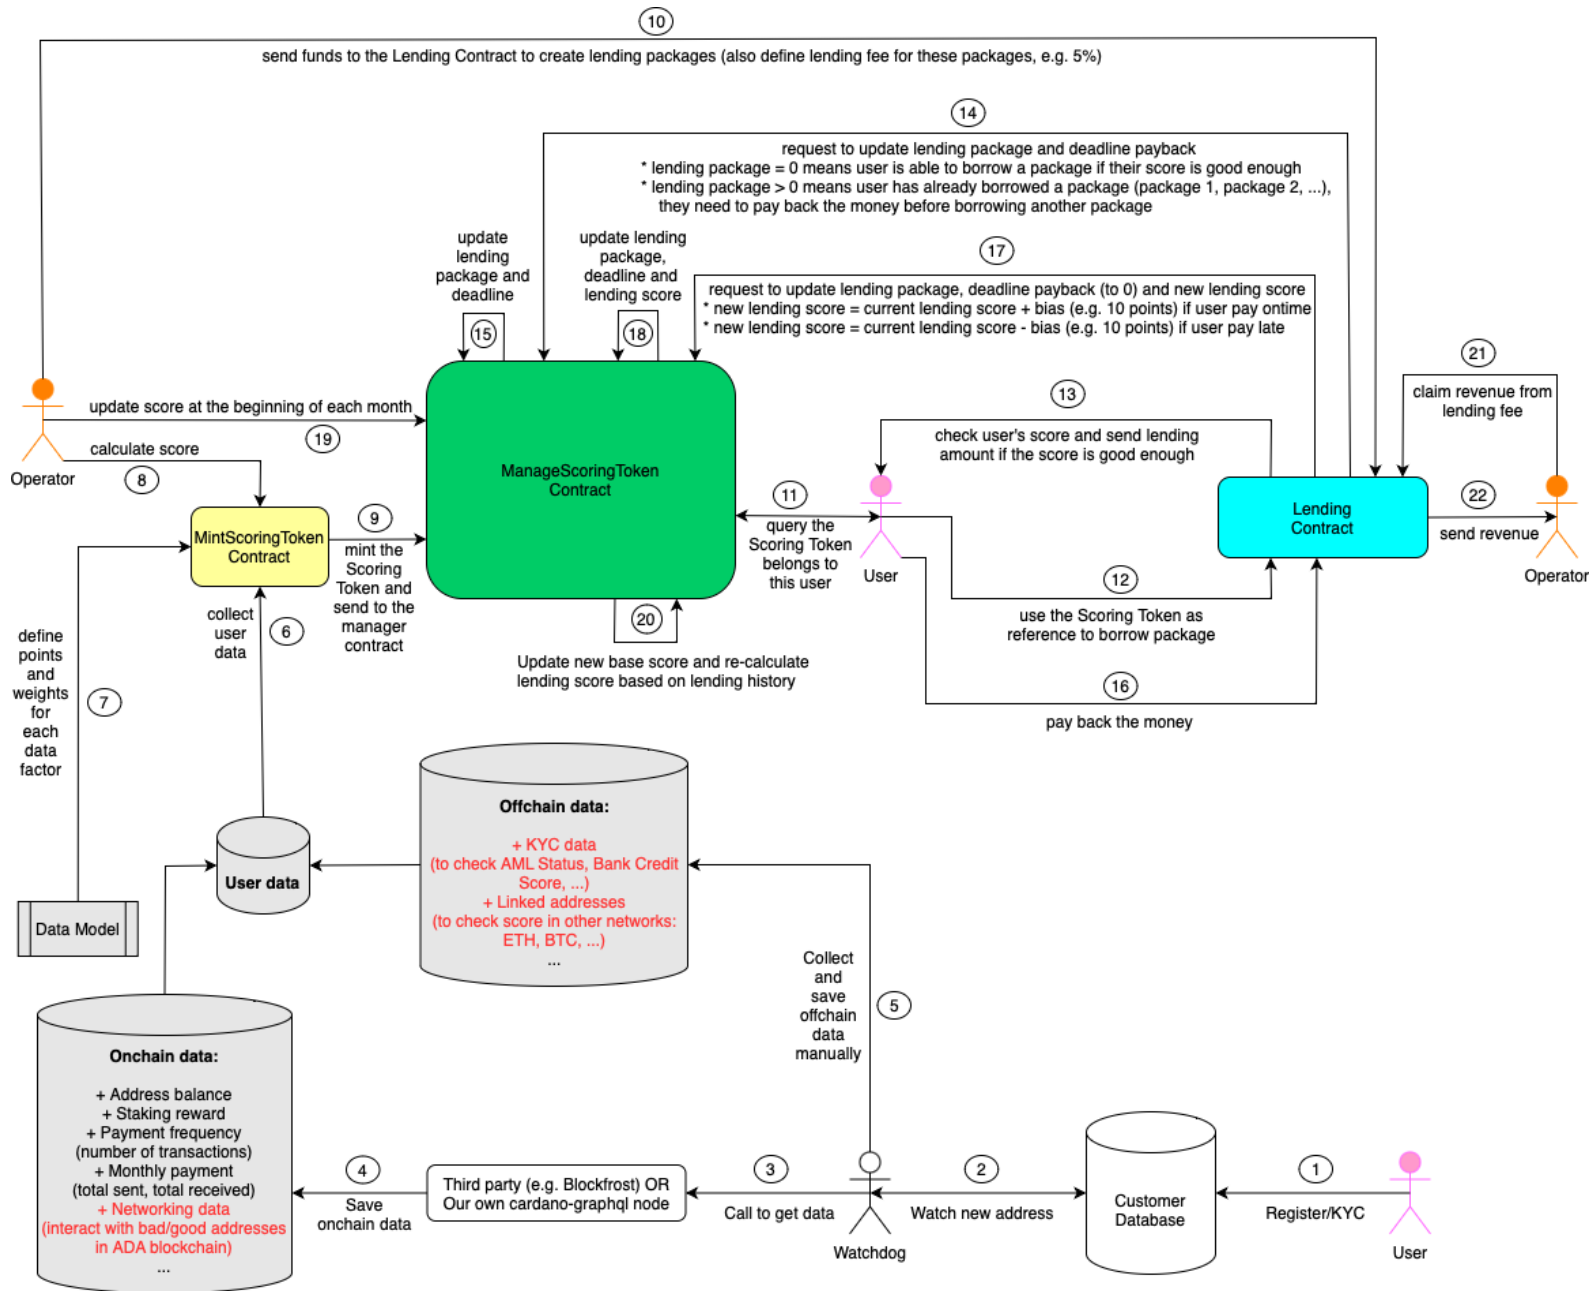 10
send funds to the Lending Contract to create lending packages (also define lending fee for these packages, e.g. 5%)
14
request to update lending package and deadline payback
* lending package = 0 means user is able to borrow a package if their score is good enough
* lending package > 0 means user has already borrowed a package (package 1, package 2, ...),
they need to pay back the money before borrowing another package
update
lending
package and
deadline
15
update lending
package,
deadline and
lending score
18
17
request to update lending package, deadline payback (to 0) and new lending score
* new lending score = current lending score + bias (e.g. 10 points) if user pay ontime
* new lending score = current lending score - bias (e.g. 10 points) if user pay late
21
claim revenue from
lending fee
13
check user's score and send lending
amount if the score is good enough
update score at the beginning of each month
19
calculate score
8
Operator
ManageScoringToken
Contract
11
query the
Scoring Token
belongs to
this user
User
Lending
Contract
22
send revenue
Operator
MintScoringToken
Contract
9
mint the
Scoring
Token and
send to the
manager
contract
12
use the Scoring Token as
reference to borrow package
collect
user
data
6
20
Update new base score and re-calculate
lending score based on lending history
16
pay back the money
define
points
and
weights
for
each
data
factor
7
Offchain data:
+ KYC data
(to check AML Status, Bank Credit
Score, ...)
+ Linked addresses
(to check score in other networks:
ETH, BTC, ...)
...
User data
Data Model
Collect
and
save
offchain
data
manually
5
Onchain data:
+ Address balance
+ Staking reward
+ Payment frequency
(number of transactions)
+ Monthly payment
(total sent, total received)
+ Networking data
(interact with bad/good addresses
in ADA blockchain)
...
4
Save
onchain data
Third party (e.g. Blockfrost) OR
Our own cardano-graphql node
3
Call to get data
Watchdog
2
Watch new address
Customer
Database
1
Register/KYC
User